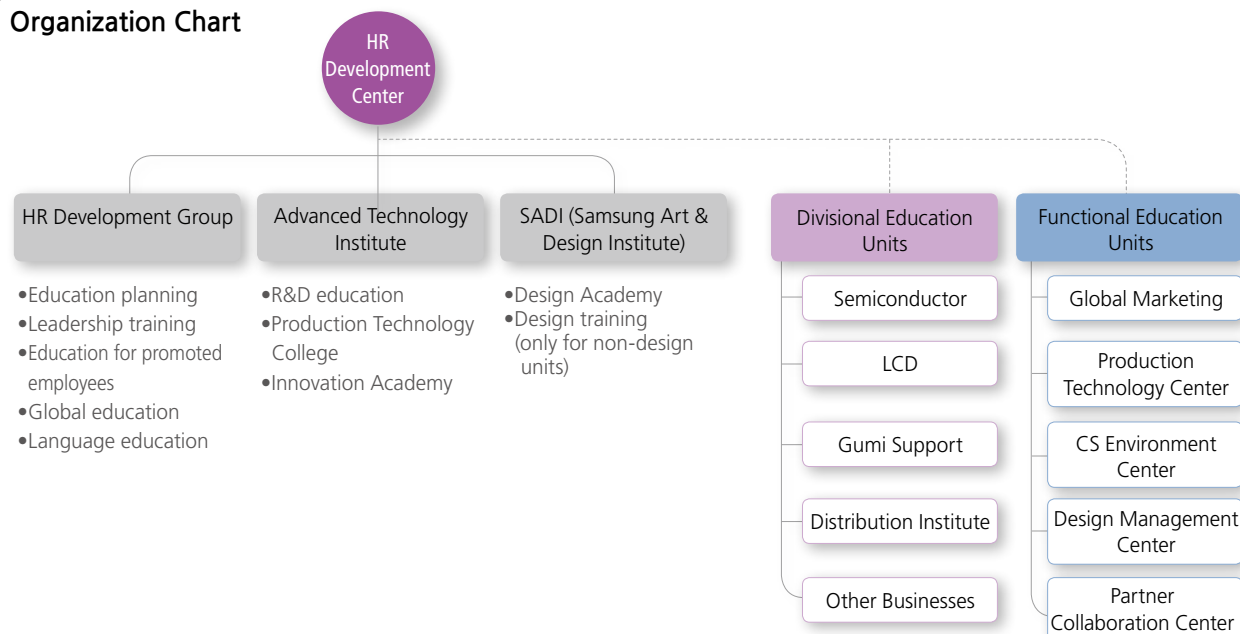 Organization Chart
HR
Development
Center
HR Development Group
•Education planning
•Leadership training
•Education for promoted
employees
•Global education
•Language education
Advanced Technology
Institute
•R&D education
•Production Technology
College
•Innovation Academy
SADI (Samsung Art &
Design Institute)
•Design Academy
•Design training
(only for non-design
units)
Divisional Education
Units
Semiconductor
LCD
Gumi Support
Distribution Institute
Other Businesses
Functional Education
Units
Global Marketing
Production
Technology Center
CS Environment
Center
Design Management
Center
Partner
Collaboration Center